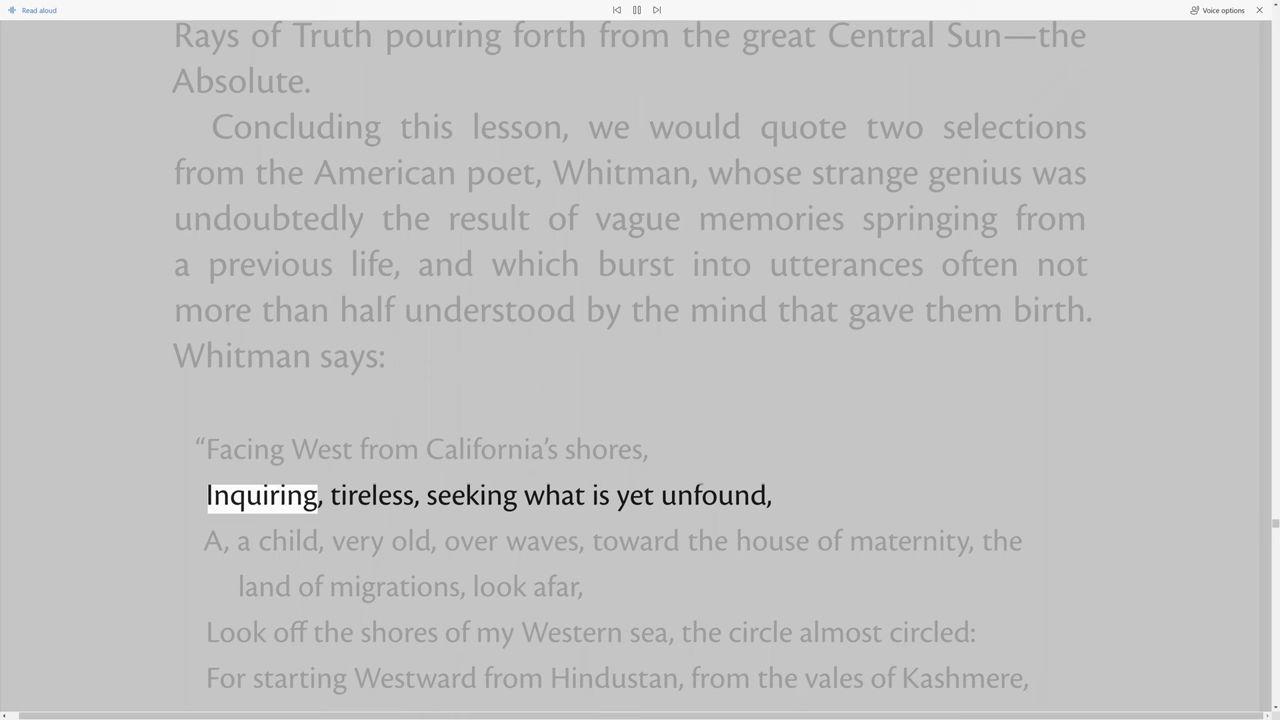 Read aloud
Voice options
Rays of Truth pouring forth from the great Central Sun—the
Absolute.
Concluding this lesson, we would quote two selections
from the American poet, Whitman, whose strange genius was
undoubtedly the result of vague memories springing from
a previous life, and which burst into utterances often not
more than half understood by the mind that gave them birth.
Whitman says:
“Facing West from California’s shores,
Inquiring, tireless, seeking what is yet unfound,
A, a child, very old, over waves, toward the house of maternity, the
land of migrations, look afar,
Look off the shores of my Western sea, the circle almost circled:
For starting Westward from Hindustan, from the vales of Kashmere,